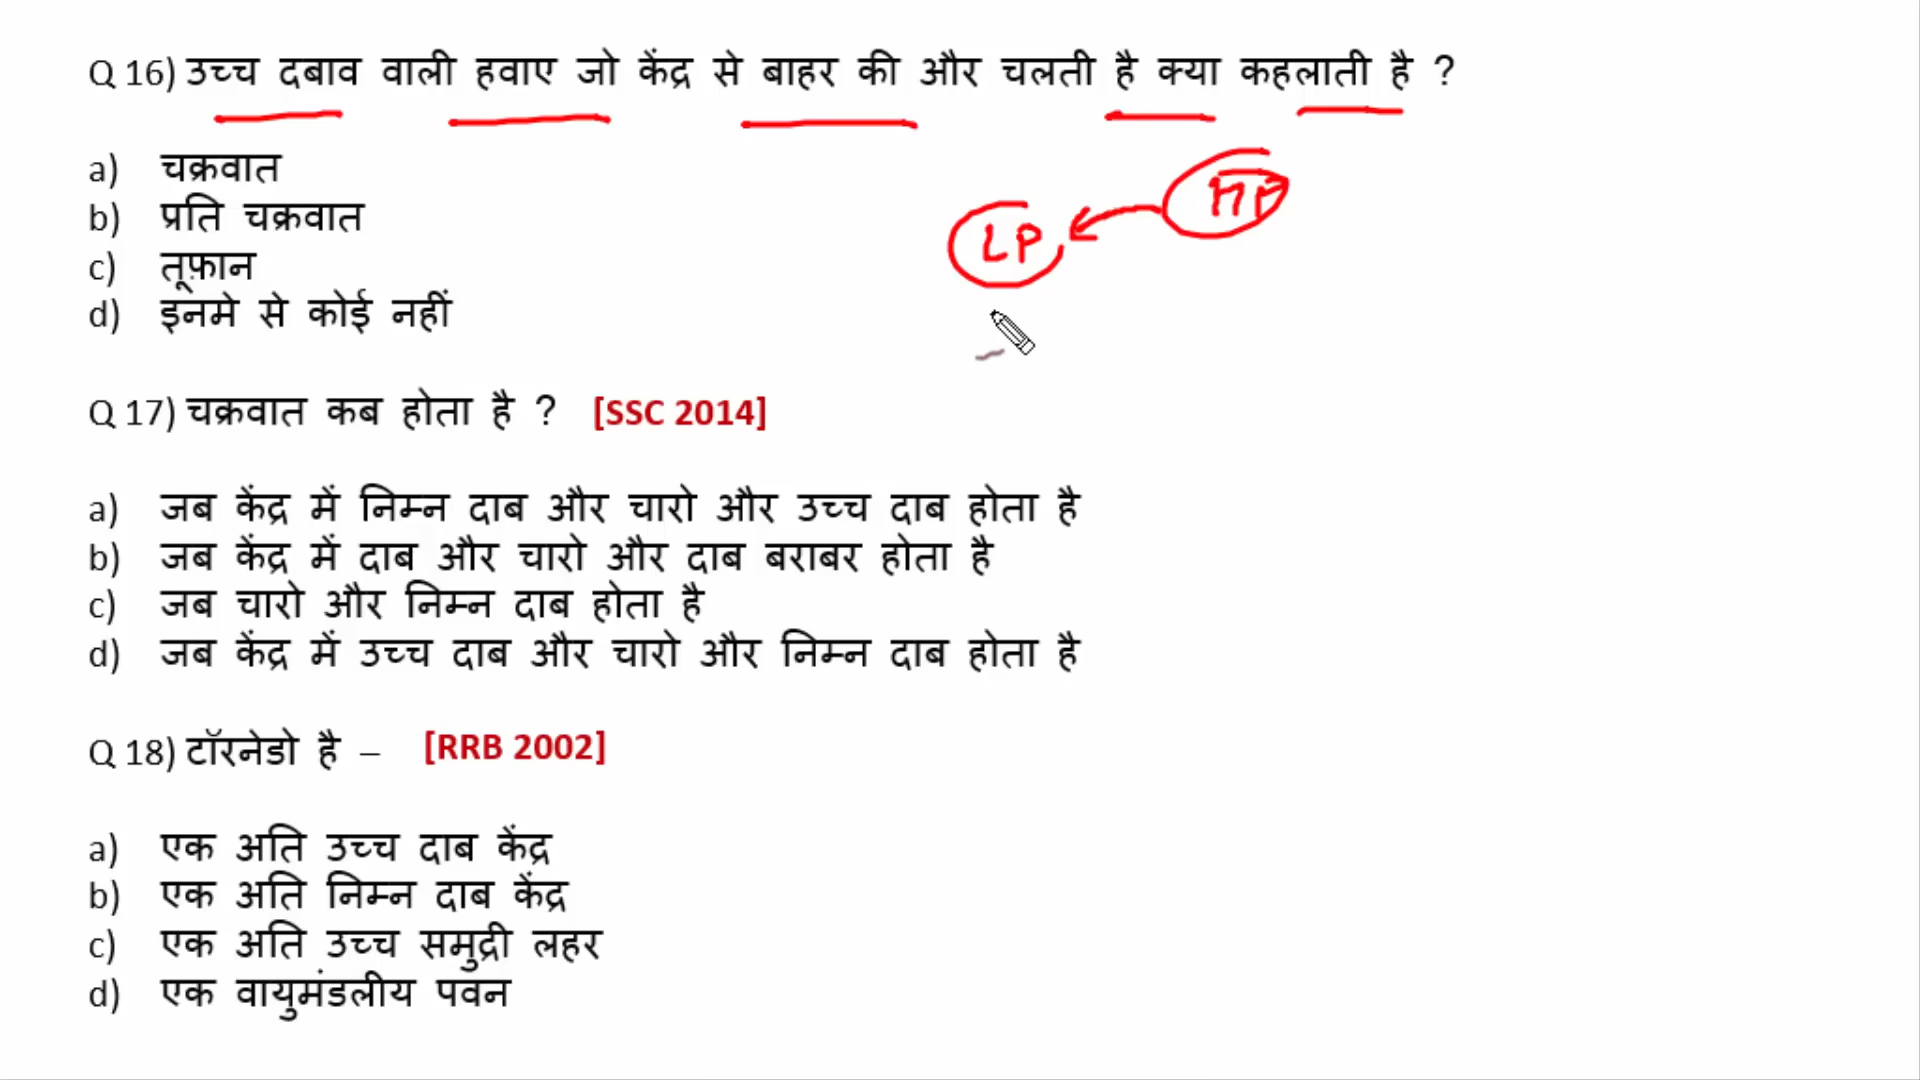 Q 16) उच्च दबाव वाली हवाए जो केंद्र से बाहर की और चलती है क्या कहलाती है ?
a) चक्रवात
b) प्रति चक्रवात
HP
LP
c) तूफ़ान
d) इनमे से कोई नहीं
Q 17) चक्रवात कब होता है ? [SSC 2014]
a) जब केंद्र में निम्न दाब और चारो और उच्च दाब होता है
b) जब केंद्र में दाब और चारो और दाब बराबर होता है
c) जब चारो और निम्न दाब होता है
d) जब केंद्र में उच्च दाब और चारो और निम्न दाब होता है
Q 18) टॉरनेडो है – [RRB 2002]
a) एक अति उच्च दाब केंद्र
b) एक अति निम्न दाब केंद्र
c) एक अति उच्च समुद्री लहर
d) एक वायुमंडलीय पवन